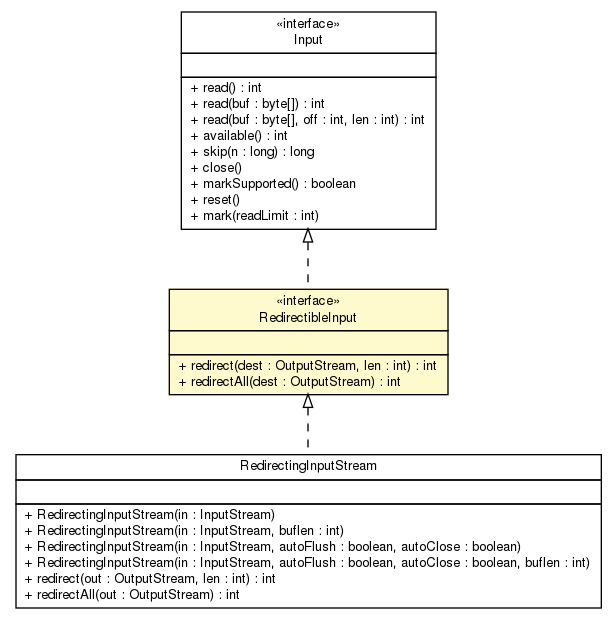 «interface»
Input
+ read() : int
+ read(buf : byte[]) : int
+ read(buf : byte[], off : int, len : int) : int
+ available() : int
+ skip(n : long) : long
+ close()
+ markSupported() : boolean
+ reset()
+ mark(readLimit : int)
«interface»
RedirectibleInput
+ redirect(dest : OutputStream, len : int) : int
+ redirectAll(dest : OutputStream) : int
RedirectingInputStream
+ RedirectingInputStream(in : InputStream)
+ RedirectingInputStream(in : InputStream, buflen : int)
+ RedirectingInputStream(in : InputStream, autoFlush : boolean, autoClose : boolean)
+ RedirectingInputStream(in : InputStream, autoFlush : boolean, autoClose : boolean, buflen : int)
+ redirect(out : OutputStream, len : int) : int
+ redirectAll(out : OutputStream) : int